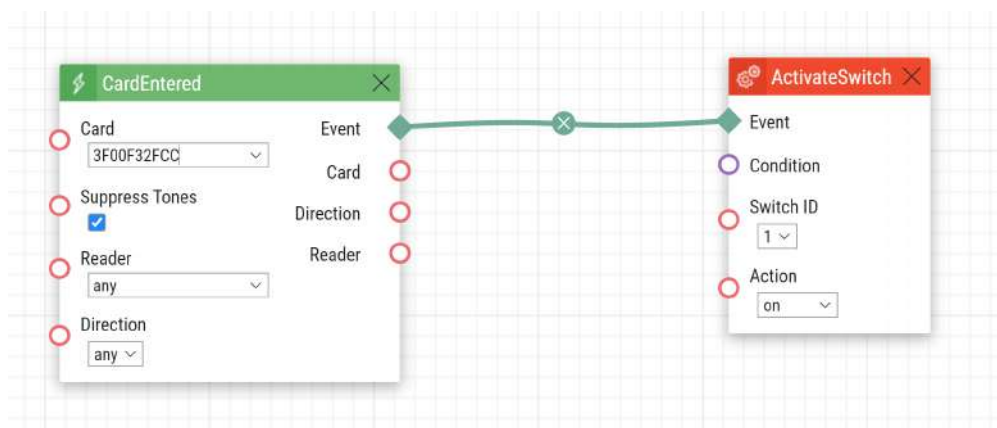 CardEntered
Card
3F00F32FCC
Suppress Tones
Reader
any
Direction
any
Event
Card
Direction
Reader
ActivateSwitch
Event
Condition
Switch ID
1
Action
on